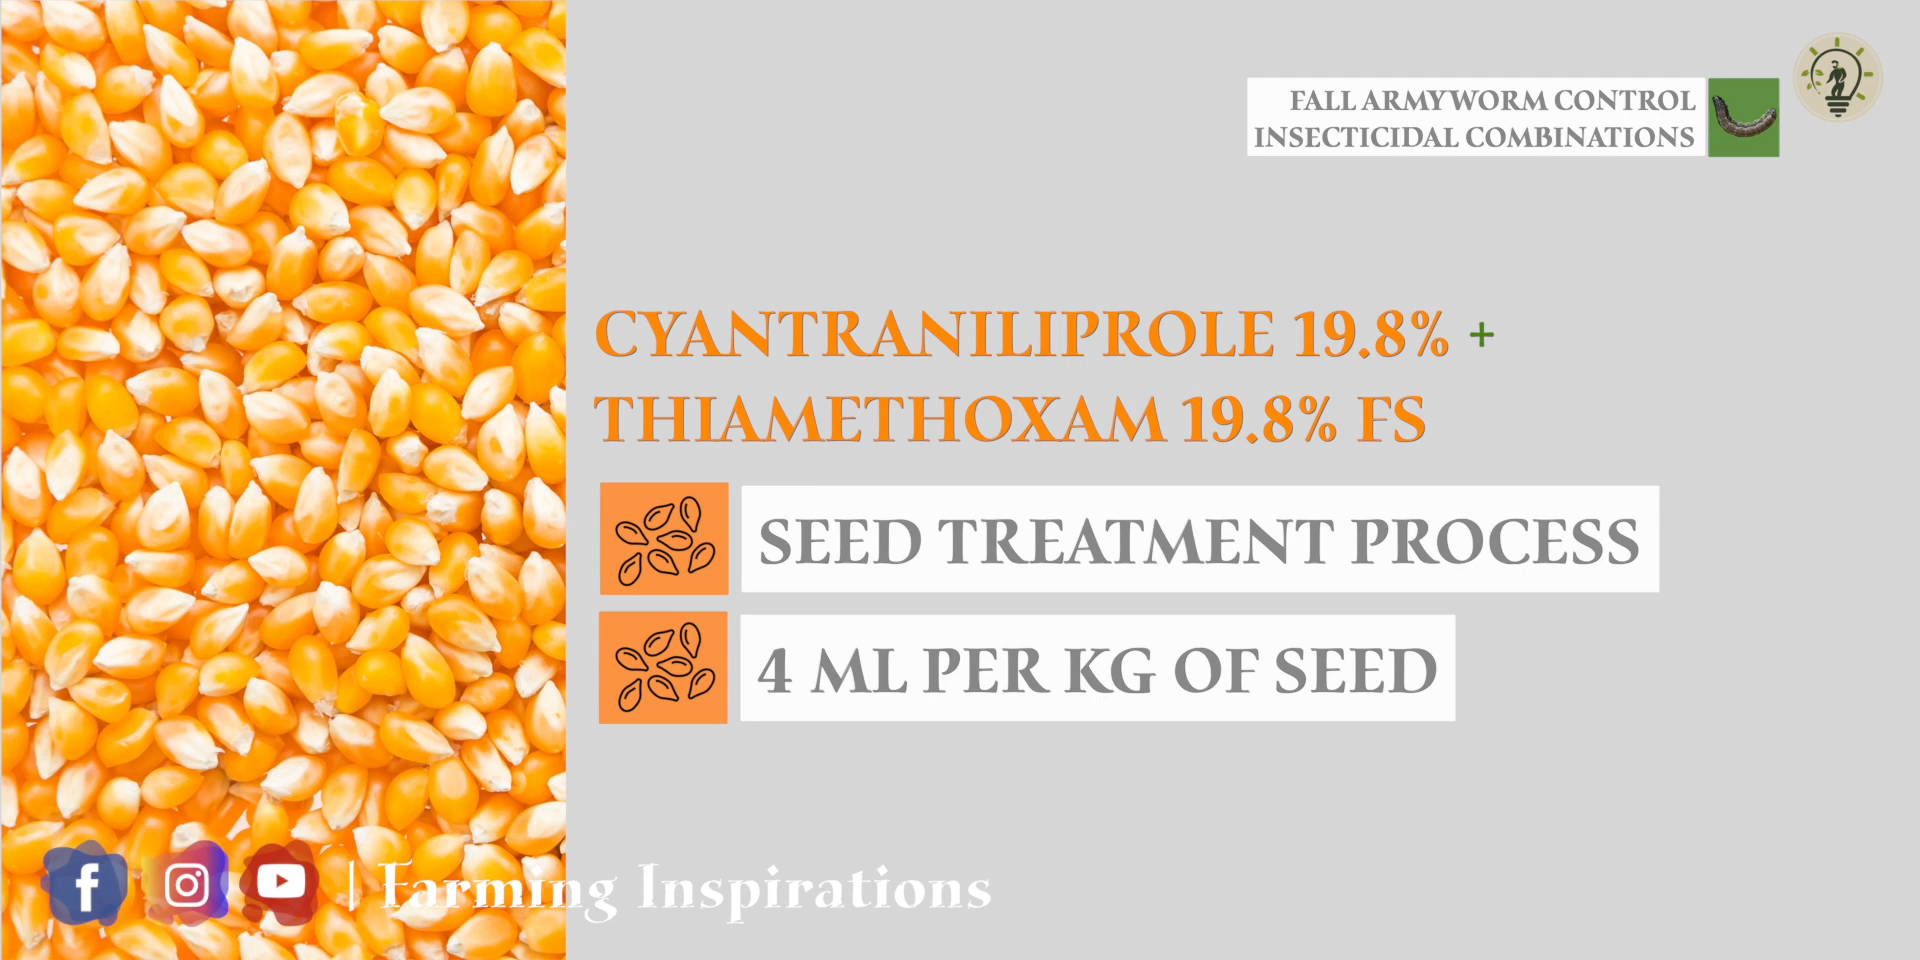 FALL ARMYWORM CONTROL
INSECTICIDAL COMBINATIONS
CYANTRANILIPROLE 19.8% +
THIAMETHOXAM 19.8% FS
SEED TREATMENT PROCESS
4 ML PER KG OF SEED
| Farming Inspirations